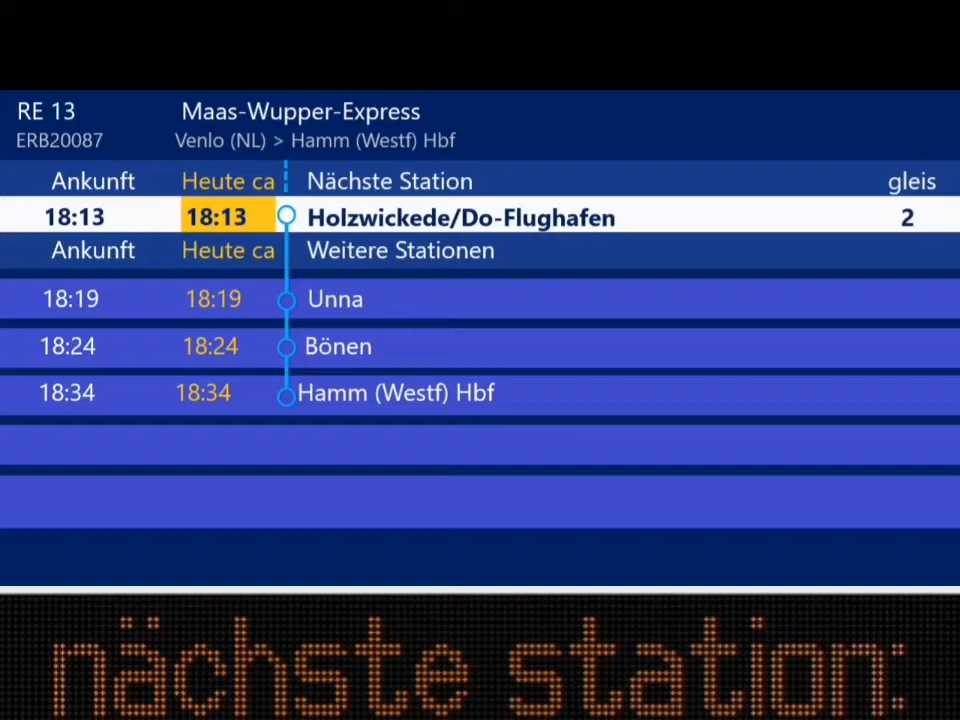 RE 13 Maas-Wupper-Express
ERB20087 Venlo (NL) > Hamm (Westf) Hbf
Ankunft Heute ca Nächste Station gleis
18:13 18:13 Holzwickede/Do-Flughafen 2
Ankunft Heute ca Weitere Stationen
18:19 18:19 Unna
18:24 18:24 Bönen
18:34 18:34 Hamm (Westf) Hbf
nächste station: